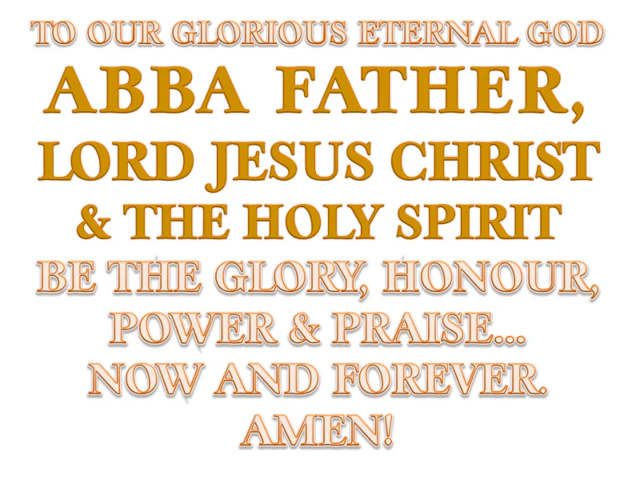 TO OUR GLORIOUS ETERNAL GOD
ABBA FATHER,
LORD JESUS CHRIST
& THE HOLY SPIRIT
BE THE GLORY, HONOUR,
POWER & PRAISE...
NOW AND FOREVER.
AMEN!